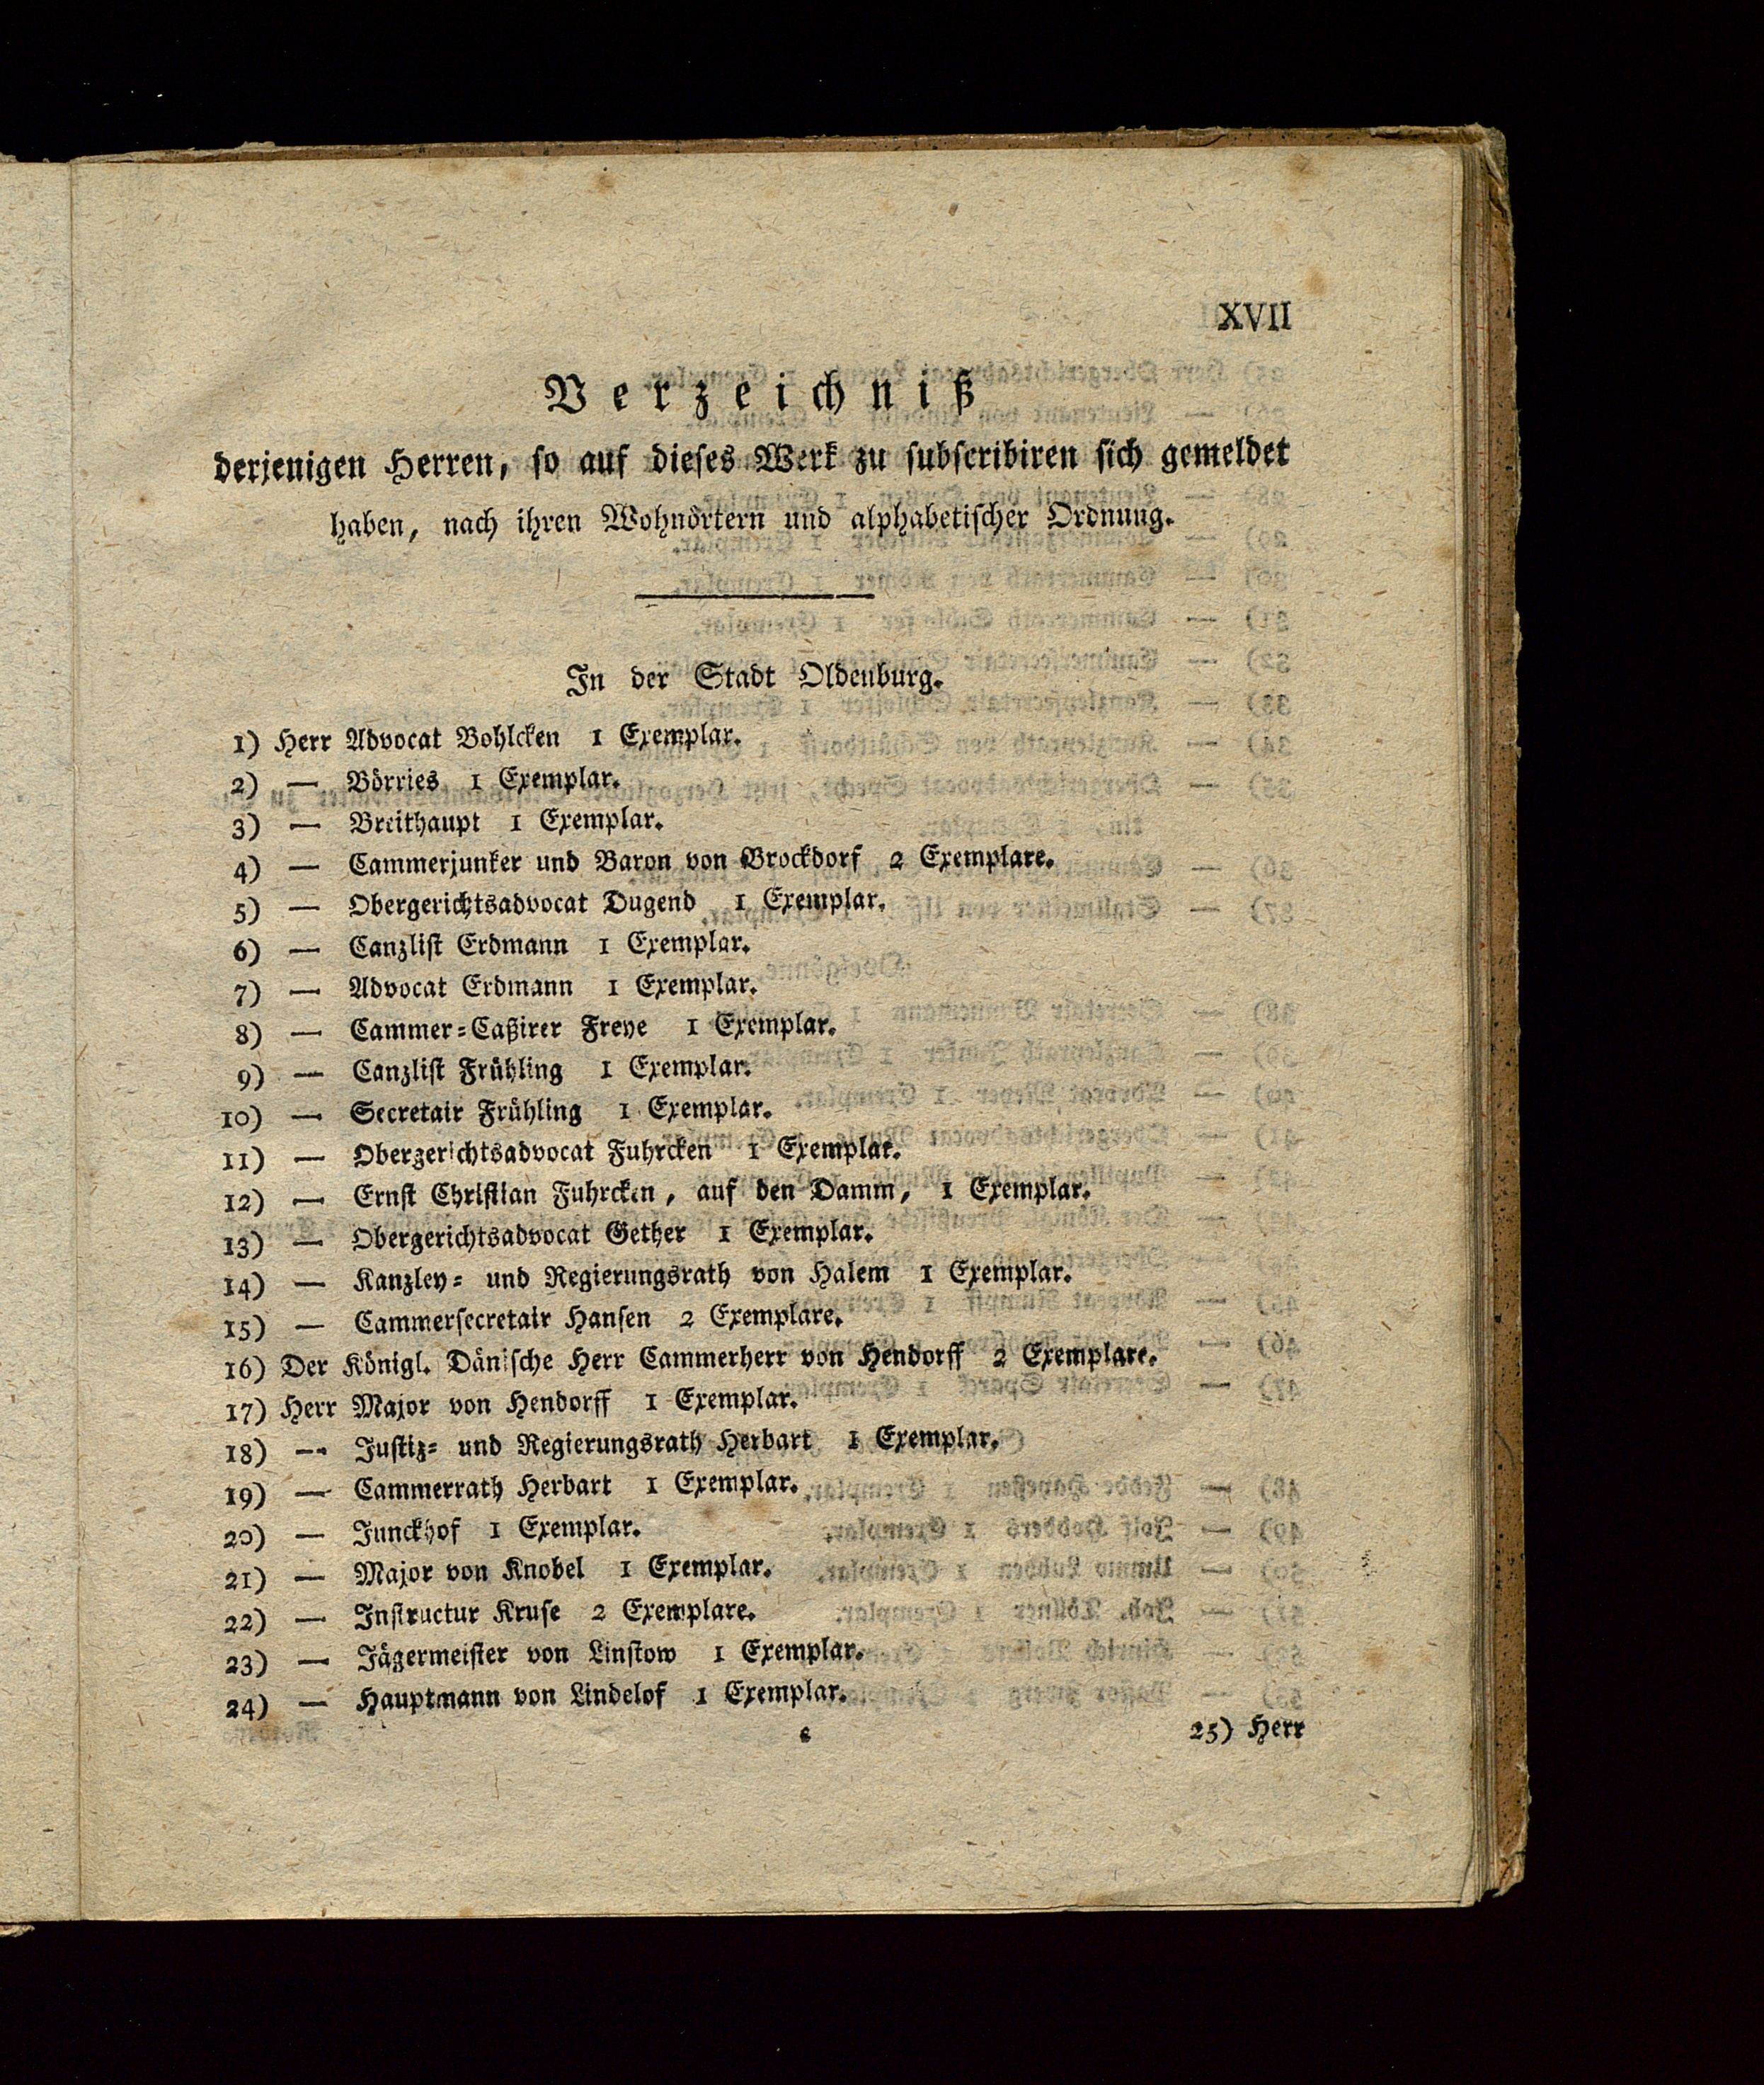 XVII
Verzeichniß
derjenigen Herren, so auf dieses Werk zu subscribiren sich gemeldet
haben, nach ihren Wohnörtern und alphabetischer Ordnung.
In der Stadt Oldenburg.
1) Herr Advocat Bohlcken 1 Exemplar.
2) — Börries 1 Exemplar.
3) — Breithaupt 1 Exemplar.
4) — Cammerjunker und Baron von Brockdorf 2 Exemplare.
5) — Obergerichtsadvocat Dugend 1 Exemplar.
6) — Canzlist Erdmann 1 Exemplar.
7) — Advocat Erdmann 1 Exemplar.
8) — Cammer=Caßirer Freye 1 Exemplar.
9) — Canzlist Frühling 1 Exemplar.
10) — Secretair Frühling 1 Exemplar.
11) — Obergerichtsadvocat Fuhrcken 1 Exemplar.
12) — Ernst Christian Fuhrcken, auf den Damm, 1 Exemplar.
13) — Obergerichtsadvocat Gether 1 Exemplar.
14) — Kanzley= und Regierungsrath von Halem 1 Exemplar.
15) — Cammersecretair Hansen 2 Exemplare.
16) Der Königl. Dänische Herr Cammerherr von Hendorff 2 Exemplare.
17) Herr Major von Hendorff 1 Exemplar.
18) — Justiz= und Regierungsrath Herbart 1 Exemplar.
19) — Cammerrath Herbart 1 Exemplar.
20) — Junckhof 1 Exemplar.
21) — Major von Knobel 1 Exemplar.
22) — Instructur Kruse 2 Exemplare.
23) — Jägermeister von Linstow 1 Exemplar.
24) — Hauptmann von Lindelof 1 Exemplar.
25) Herr